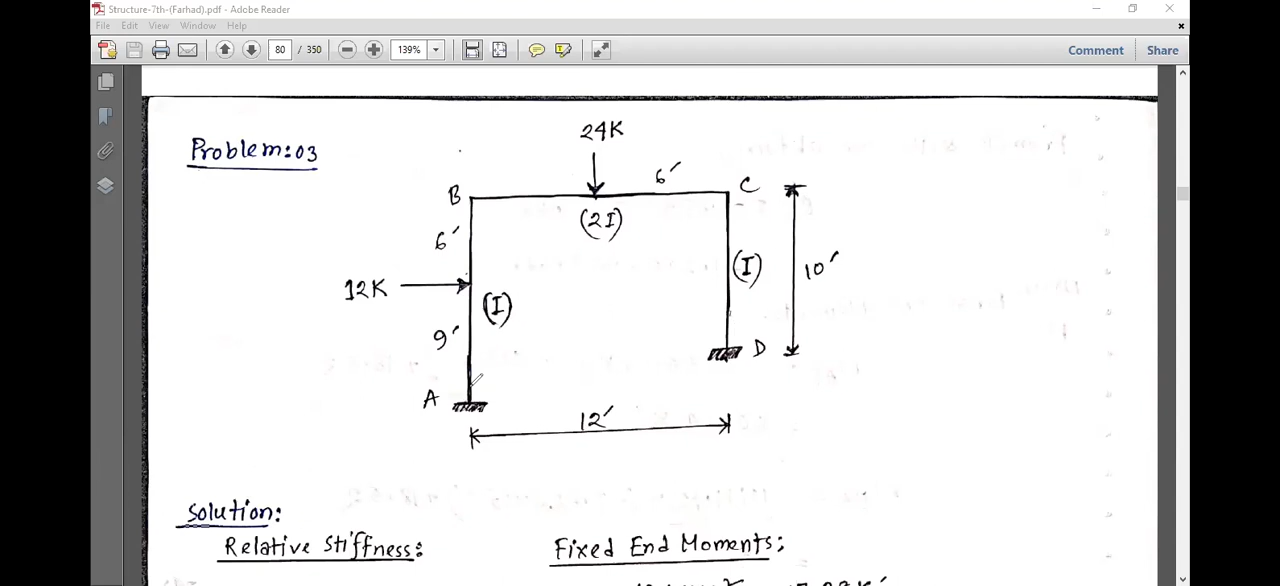 Structure-7th-(Farhad).pdf - Adobe Reader
File Edit View Window Help
80 / 350 139% Comment Share
Problem:03
24K
6′
B C
(2I)
6′
(I) 10′
12K
(I)
9′
D
A
12′
Solution:
Relative Stiffness: Fixed End Moments: